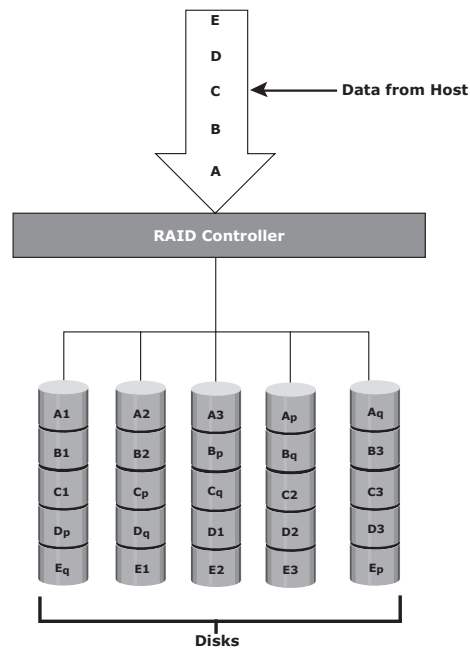 E
D
C
B
A
Data from Host
RAID Controller
A1 A2 A3 Ap Aq
B1 B2 Bp Bq B3
C1 Cp Cq C2 C3
Dp Dq D1 D2 D3
Eq E1 E2 E3 Ep
Disks